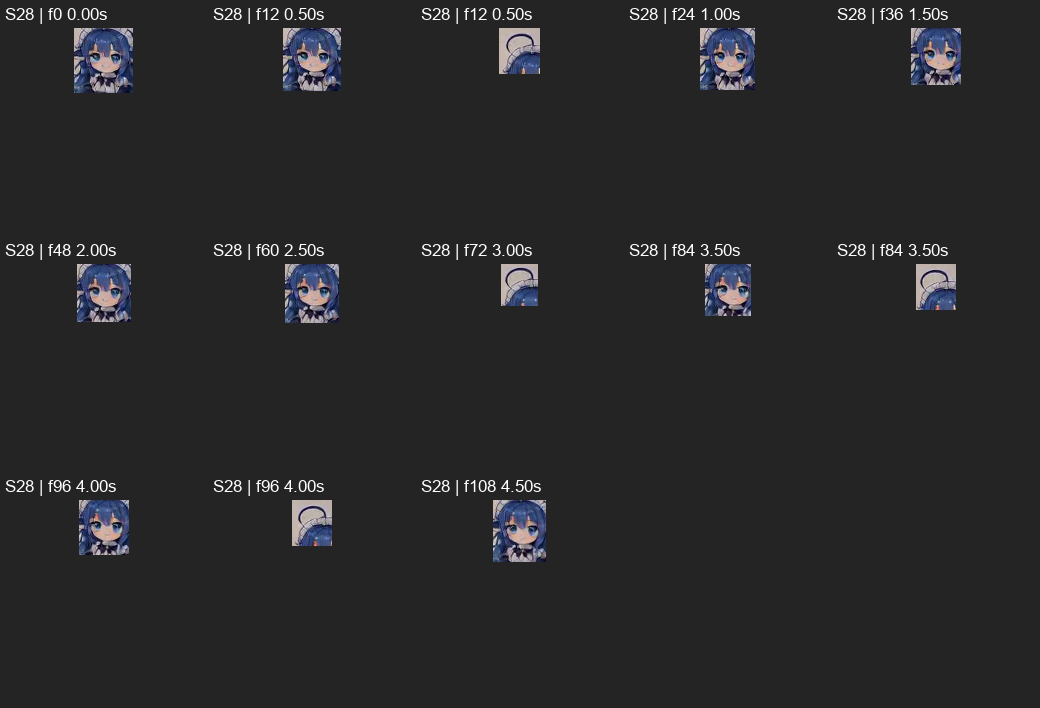 S28 | f0 0.00s
S28 | f12 0.50s
S28 | f12 0.50s
S28 | f24 1.00s
S28 | f36 1.50s
S28 | f48 2.00s
S28 | f60 2.50s
S28 | f72 3.00s
S28 | f84 3.50s
S28 | f84 3.50s
S28 | f96 4.00s
S28 | f96 4.00s
S28 | f108 4.50s